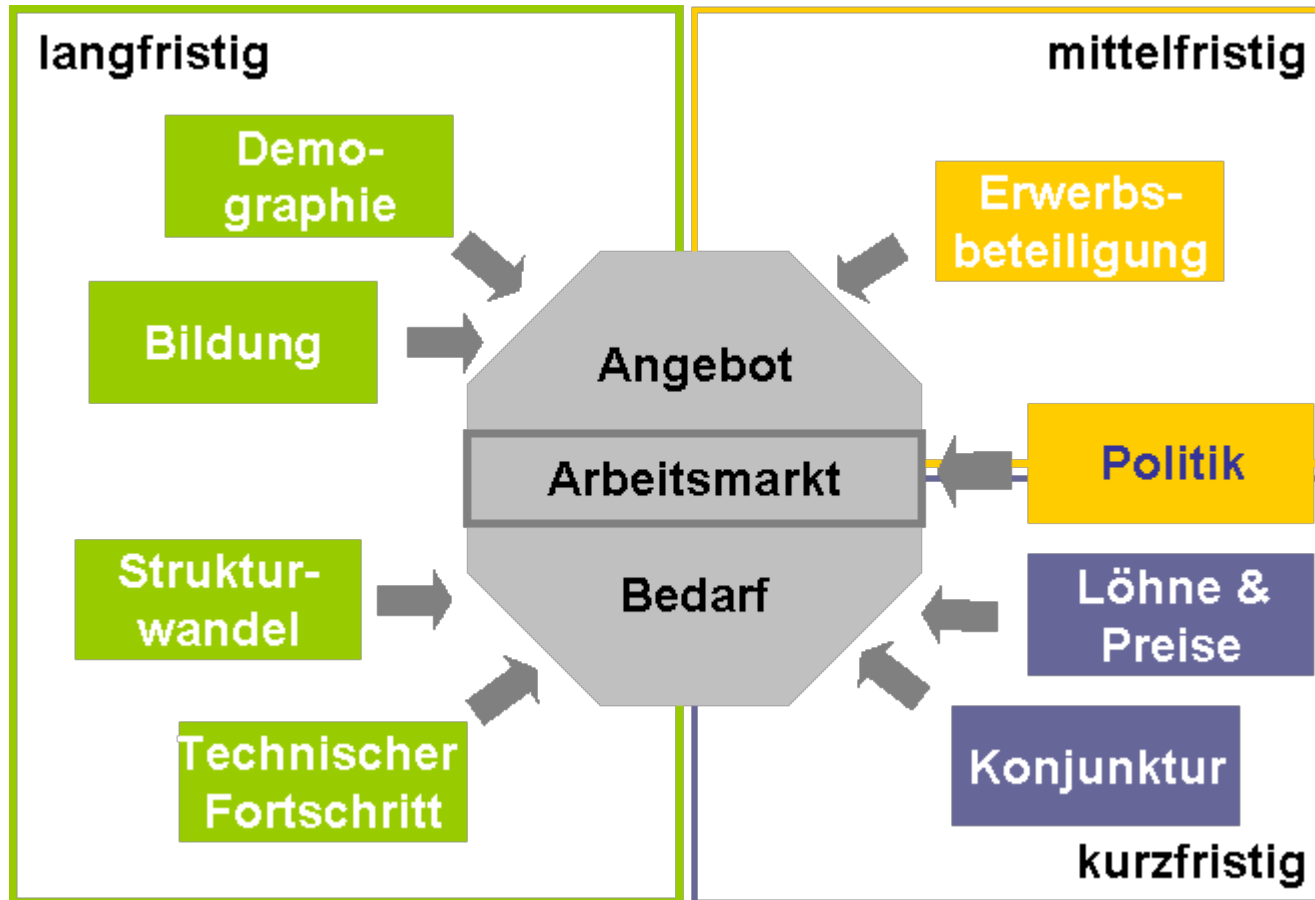 langfristig
mittelfristig
Demo-
graphie
Erwerbs-
beteiligung
Bildung
Angebot
Arbeitsmarkt
Politik
Struktur-
wandel
Bedarf
Löhne &
Preise
Technischer
Fortschritt
Konjunktur
kurzfristig